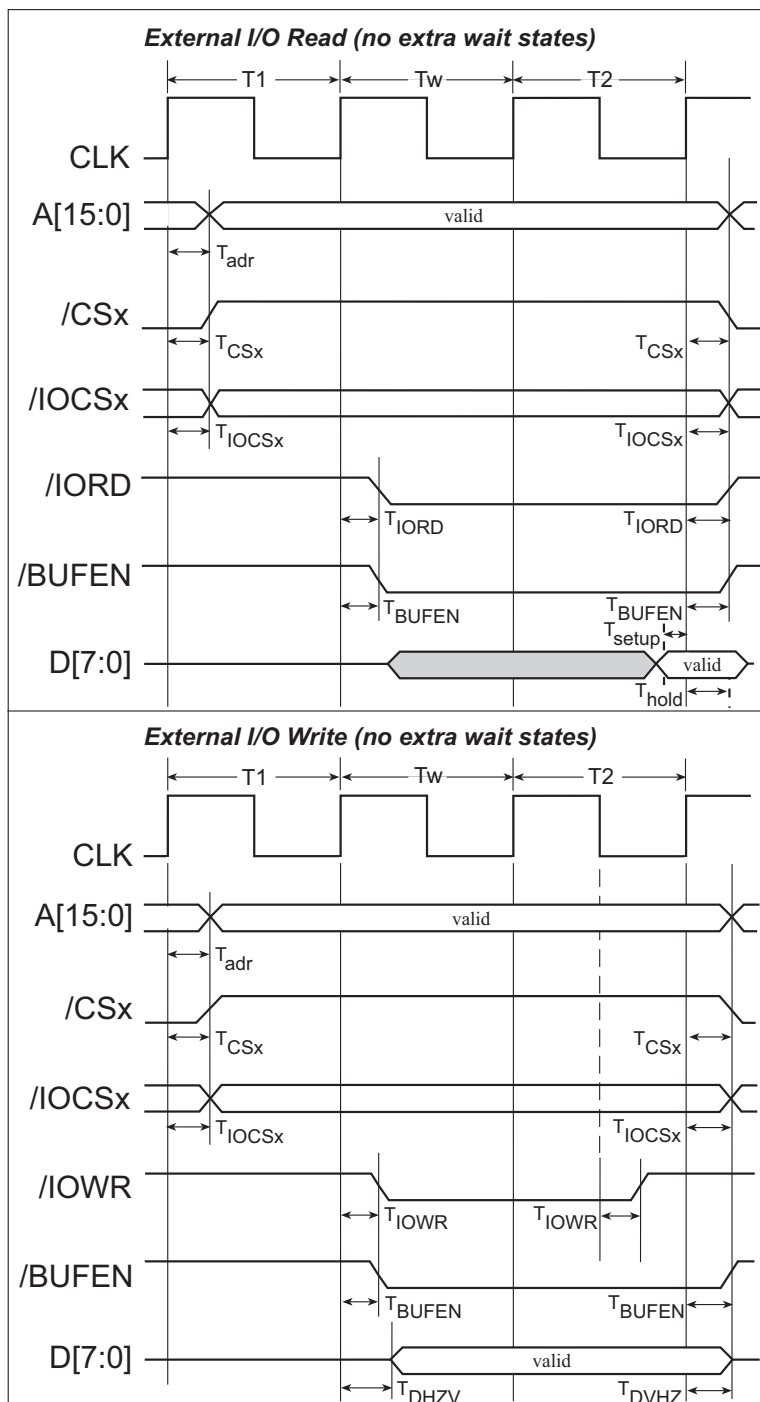 External I/O Read (no extra wait states)
T1 Tw T2
CLK
A[15:0] valid
Tadr
/CSx
TCSx TCSx
/IOCSx
TIOCSx TIOCSx
/IORD
TIORD TIORD
/BUFEN
TBUFEN TBUFEN
Tsetup
D[7:0] valid
Thold
External I/O Write (no extra wait states)
T1 Tw T2
CLK
A[15:0] valid
Tadr
/CSx
TCSx TCSx
/IOCSx
TIOCSx TIOCSx
/IOWR
TIOWR TIOWR
/BUFEN
TBUFEN TBUFEN
D[7:0] valid
TDHZV TDVHZ